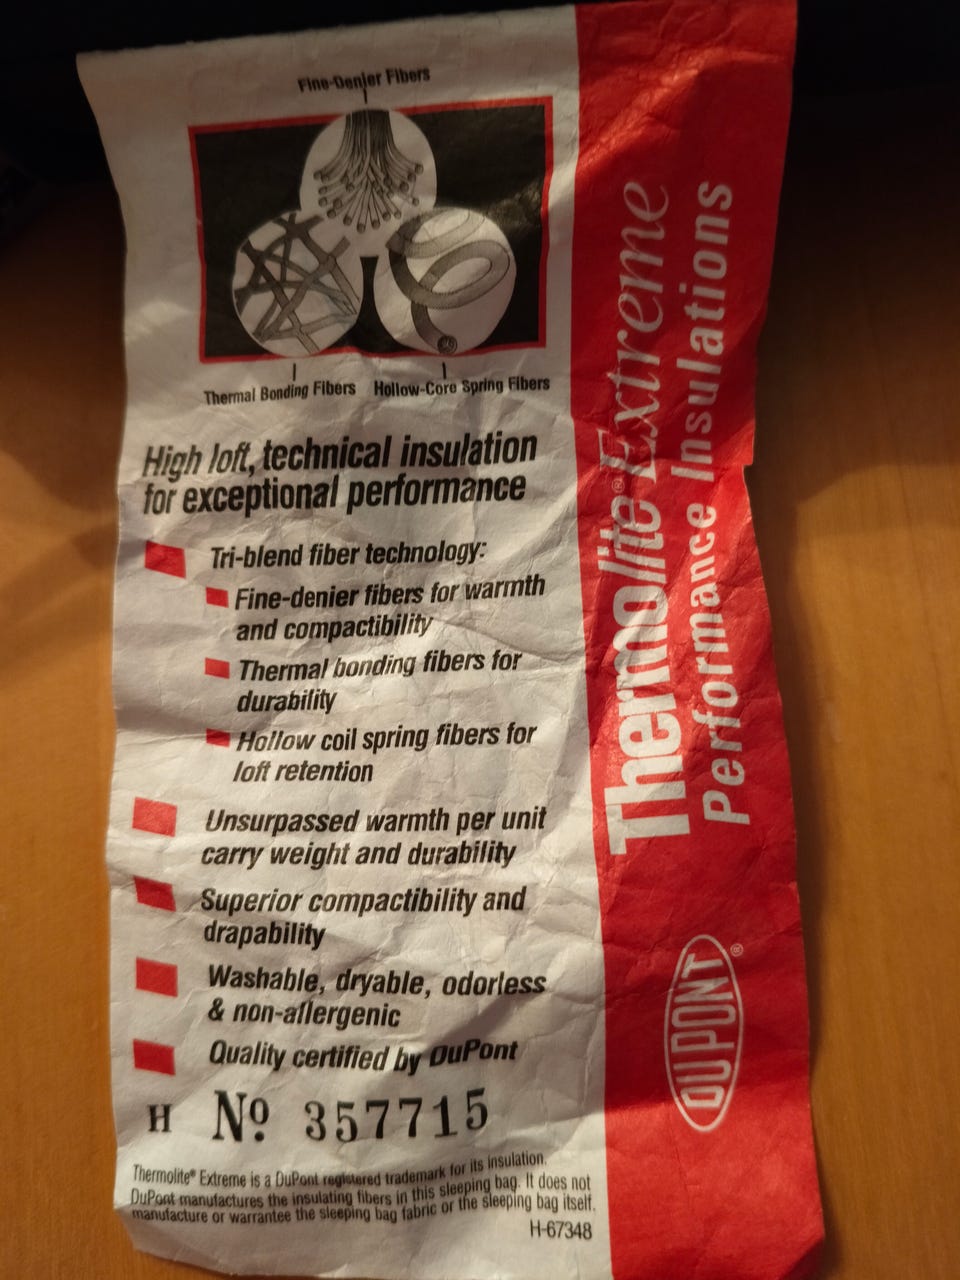 Fine-Denier Fibers
Thermal Bonding Fibers
Hollow-Core Spring Fibers
High loft, technical insulation
for exceptional performance
Tri-blend fiber technology:
Fine-denier fibers for warmth
and compactibility
Thermal bonding fibers for
durability
Hollow coil spring fibers for
loft retention
Unsurpassed warmth per unit
carry weight and durability
Superior compactibility and
drapability
Washable, dryable, odorless
& non-allergenic
Quality certified by DuPont
H No. 357715
Thermolite® Extreme is a DuPont registered trademark for its insulation.
DuPont manufactures the insulating fibers in this sleeping bag. It does not
manufacture or warrantee the sleeping bag fabric or the sleeping bag itself.
H-67348
Thermolite® Extreme
Performance Insulations
DUPONT®